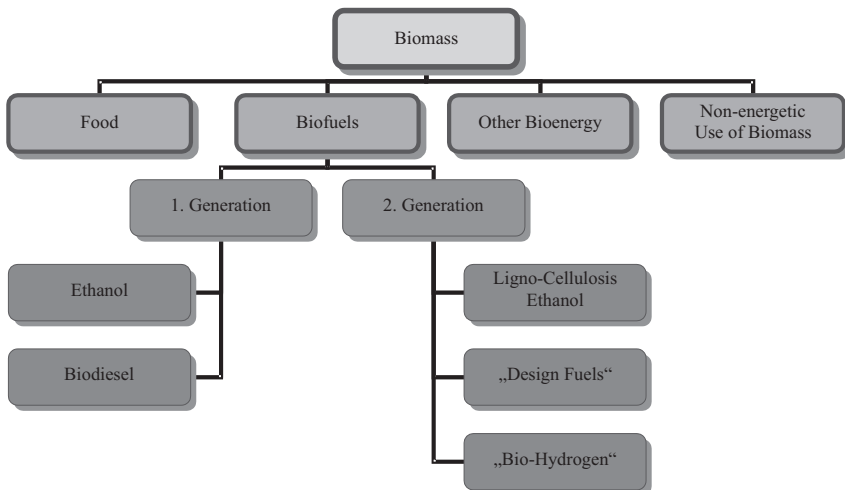 Biomass
Food
Biofuels
Other Bioenergy
Non-energetic
Use of Biomass
1. Generation
2. Generation
Ethanol
Ligno-Cellulosis
Ethanol
Biodiesel
„Design Fuels“
„Bio-Hydrogen“